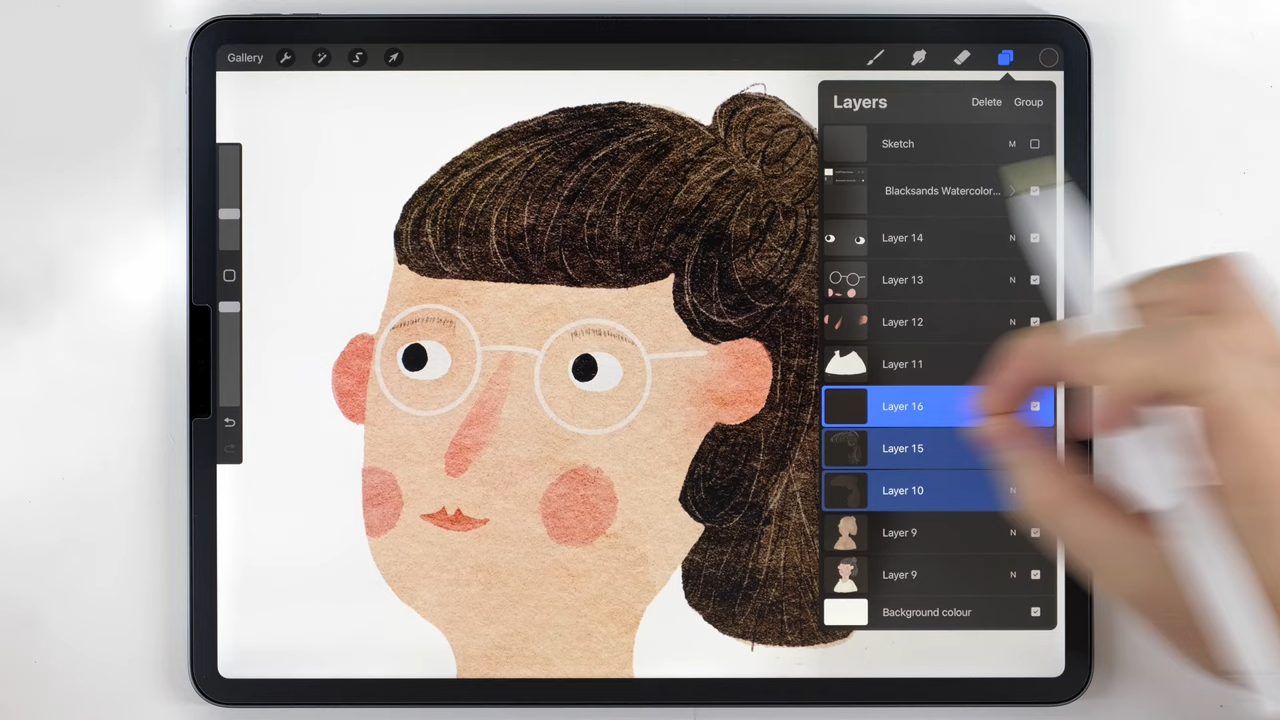 Gallery
Layers Delete Group
Sketch M
Blacksands Watercolor...
Layer 14 N
Layer 13 N
Layer 12 N
Layer 11
Layer 16
Layer 15
Layer 10 N
Layer 9 N
Layer 9 N
Background colour